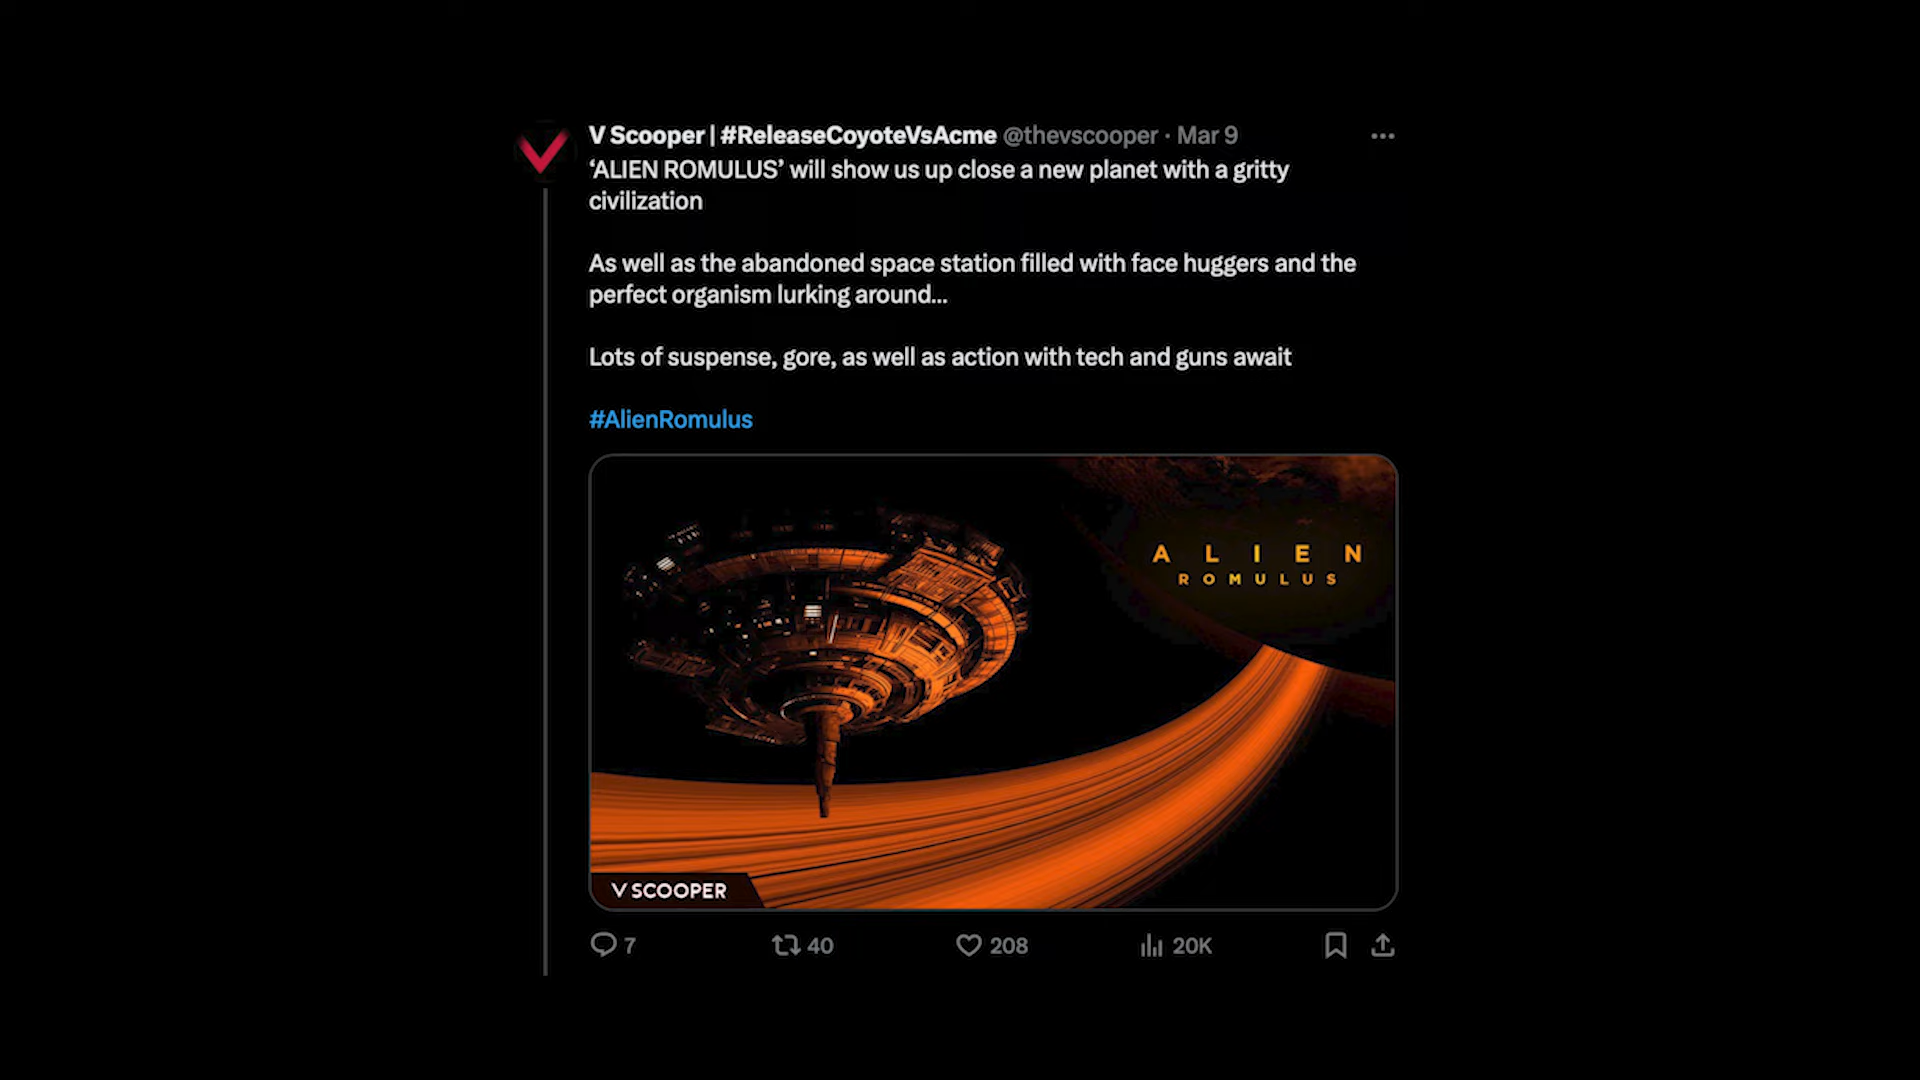 V Scooper | #ReleaseCoyoteVsAcme @thevscooper · Mar 9
‘ALIEN ROMULUS’ will show us up close a new planet with a gritty
civilization
As well as the abandoned space station filled with face huggers and the
perfect organism lurking around...
Lots of suspense, gore, as well as action with tech and guns await
#AlienRomulus
ALIEN
ROMULUS
V SCOOPER
7 40 208 20K